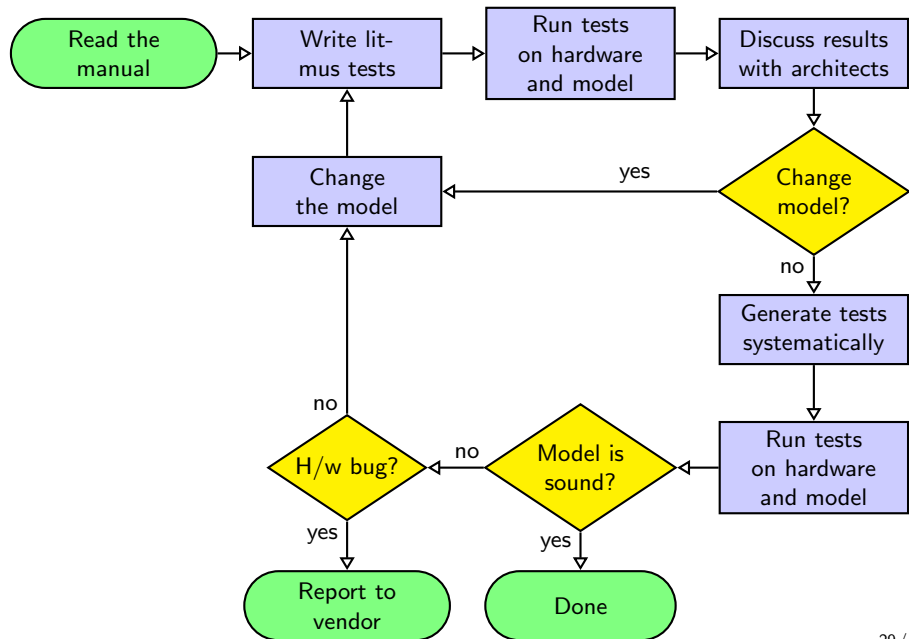 Read the
manual
Write lit-
mus tests
Run tests
on hardware
and model
Discuss results
with architects
Change
the model
yes
Change
model?
no
Generate tests
systematically
no
H/w bug?
no
Model is
sound?
Run tests
on hardware
and model
yes
yes
Report to
vendor
Done
29 /